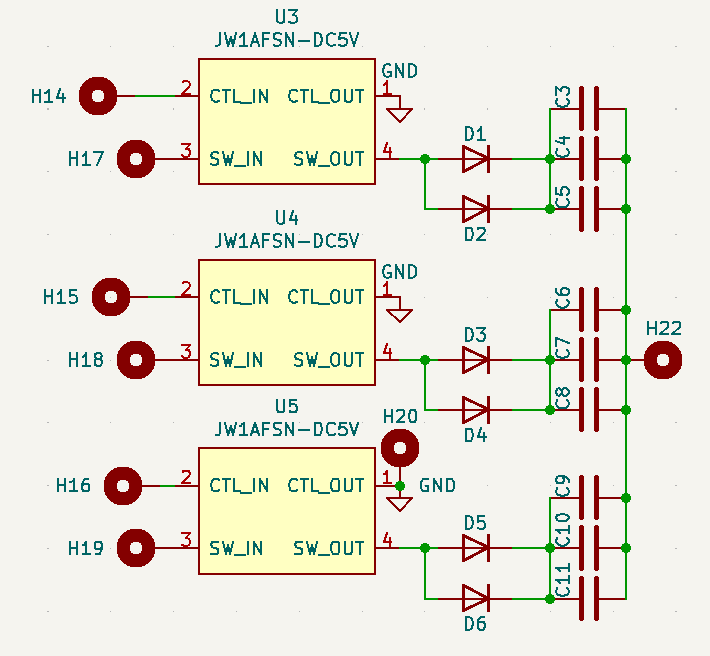 U3
JW1AFSN-DC5V
GND
H14
2
CTL_IN
CTL_OUT
1
C3
H17
3
SW_IN
SW_OUT
4
D1
C4
C5
D2
U4
JW1AFSN-DC5V
GND
H15
2
CTL_IN
CTL_OUT
1
C6
H18
3
SW_IN
SW_OUT
4
D3
C7
H22
C8
D4
U5
JW1AFSN-DC5V
H20
H16
2
CTL_IN
CTL_OUT
1
GND
C9
H19
3
SW_IN
SW_OUT
4
D5
C10
C11
D6